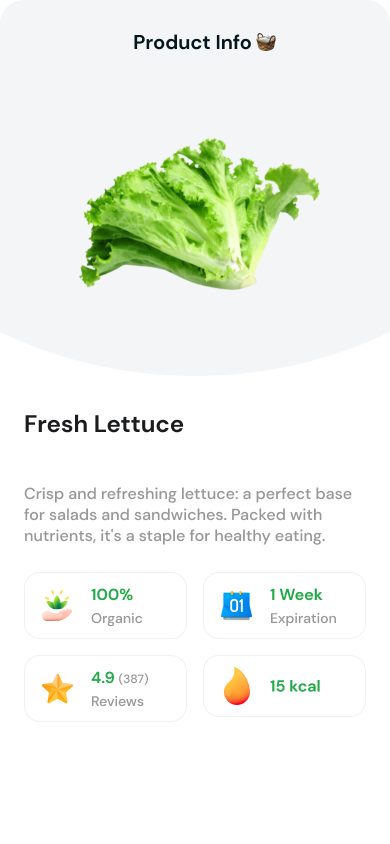 Product Info
Fresh Lettuce
Crisp and refreshing lettuce: a perfect base
for salads and sandwiches. Packed with
nutrients, it's a staple for healthy eating.
100%
Organic
01
1 Week
Expiration
4.9 (387)
Reviews
15 kcal